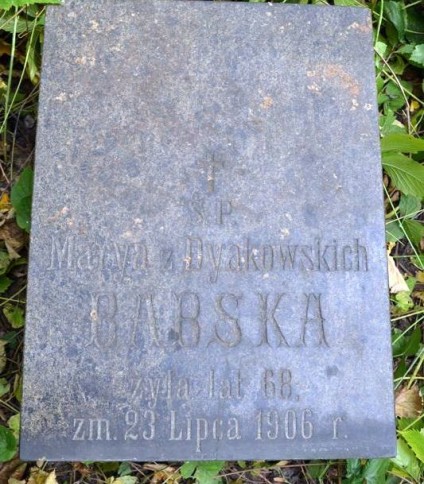 Ś. P.
Marya z Dyakowskich
BABSKA
żyła lat 68.
zm. 23 Lipca 1906 r.